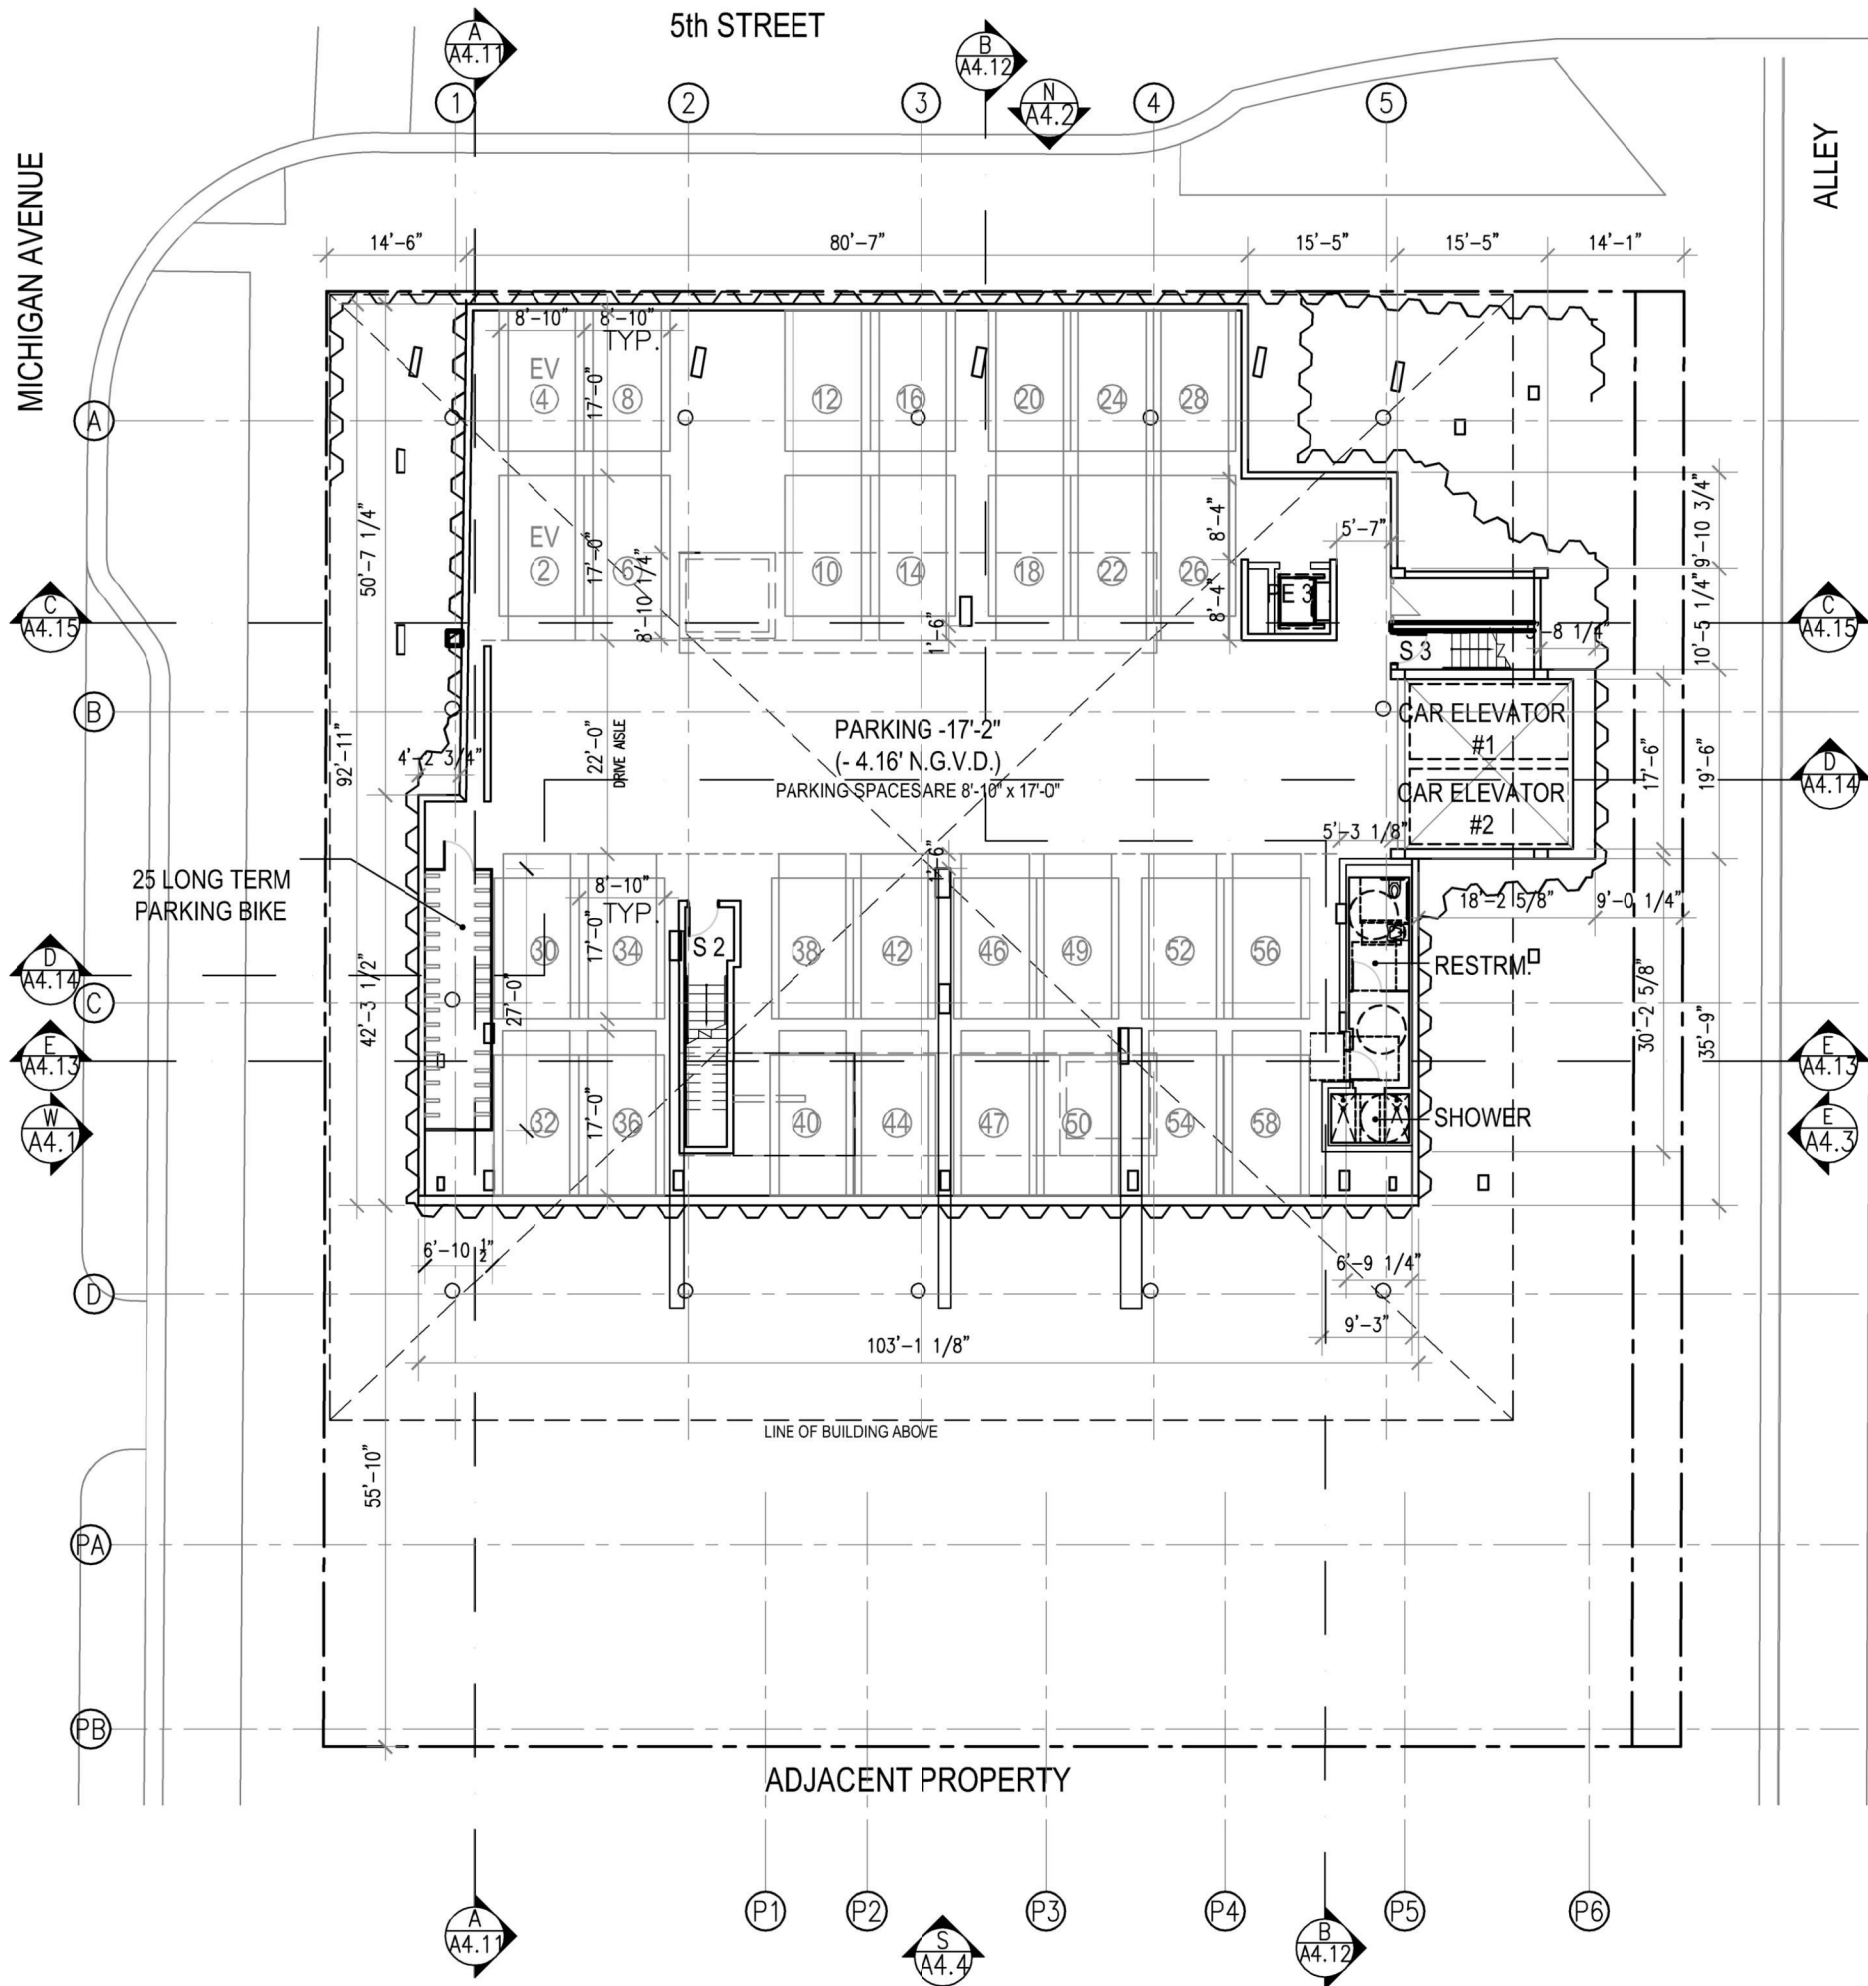 5th STREET
A
A4.11
B
A4.12
N
A4.2
1
2
3
4
5
MICHIGAN AVENUE
ALLEY
14'-6"
80'-7"
15'-5"
15'-5"
14'-1"
8'-10"
8'-10"
TYP.
EV
4
8
12
16
20
24
28
17'-0"
A
50'-7 1/4"
EV
2
6
10
14
18
22
26
17'-0"
8'-10 1/4"
1'-6"
8'-4"
8'-4"
5'-7"
9'-10 3/4"
10'-5 1/4"
C
A4.15
C
A4.15
S 3
B
92'-11"
4'-2 3/4"
22'-0"
DRIVE AISLE
PARKING -17'-2"
(- 4.16' N.G.V.D.)
PARKING SPACESARE 8'-10" x 17'-0"
CAR ELEVATOR
#1
CAR ELEVATOR
#2
17'-6"
19'-6"
D
A4.14
5'-3 1/8"
25 LONG TERM
PARKING BIKE
8'-10"
TYP.
18'-2 5/8"
9'-0 1/4"
S 2
30
34
38
42
46
49
52
56
17'-0"
RESTRM.
D
A4.14
C
42'-3 1/2"
27'-0"
30'-2 5/8"
35'-9"
E
A4.13
E
A4.13
W
A4.1
32
36
40
44
47
50
54
58
17'-0"
SHOWER
E
A4.3
6'-10 ½"
6'-9 1/4"
D
9'-3"
103'-1 1/8"
LINE OF BUILDING ABOVE
55'-10"
PA
PB
ADJACENT PROPERTY
P1
P2
P3
P4
P5
P6
A
A4.11
S
A4.4
B
A4.12